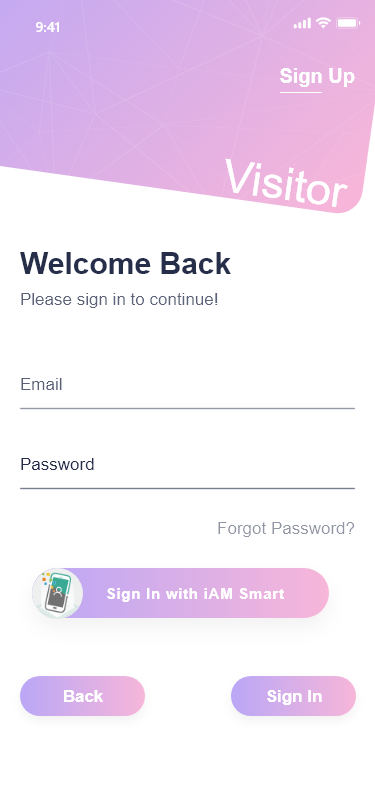 9:41
Sign Up
Visitor
Welcome Back
Please sign in to continue!
Email
Password
Forgot Password?
Sign In with iAM Smart
Back
Sign In